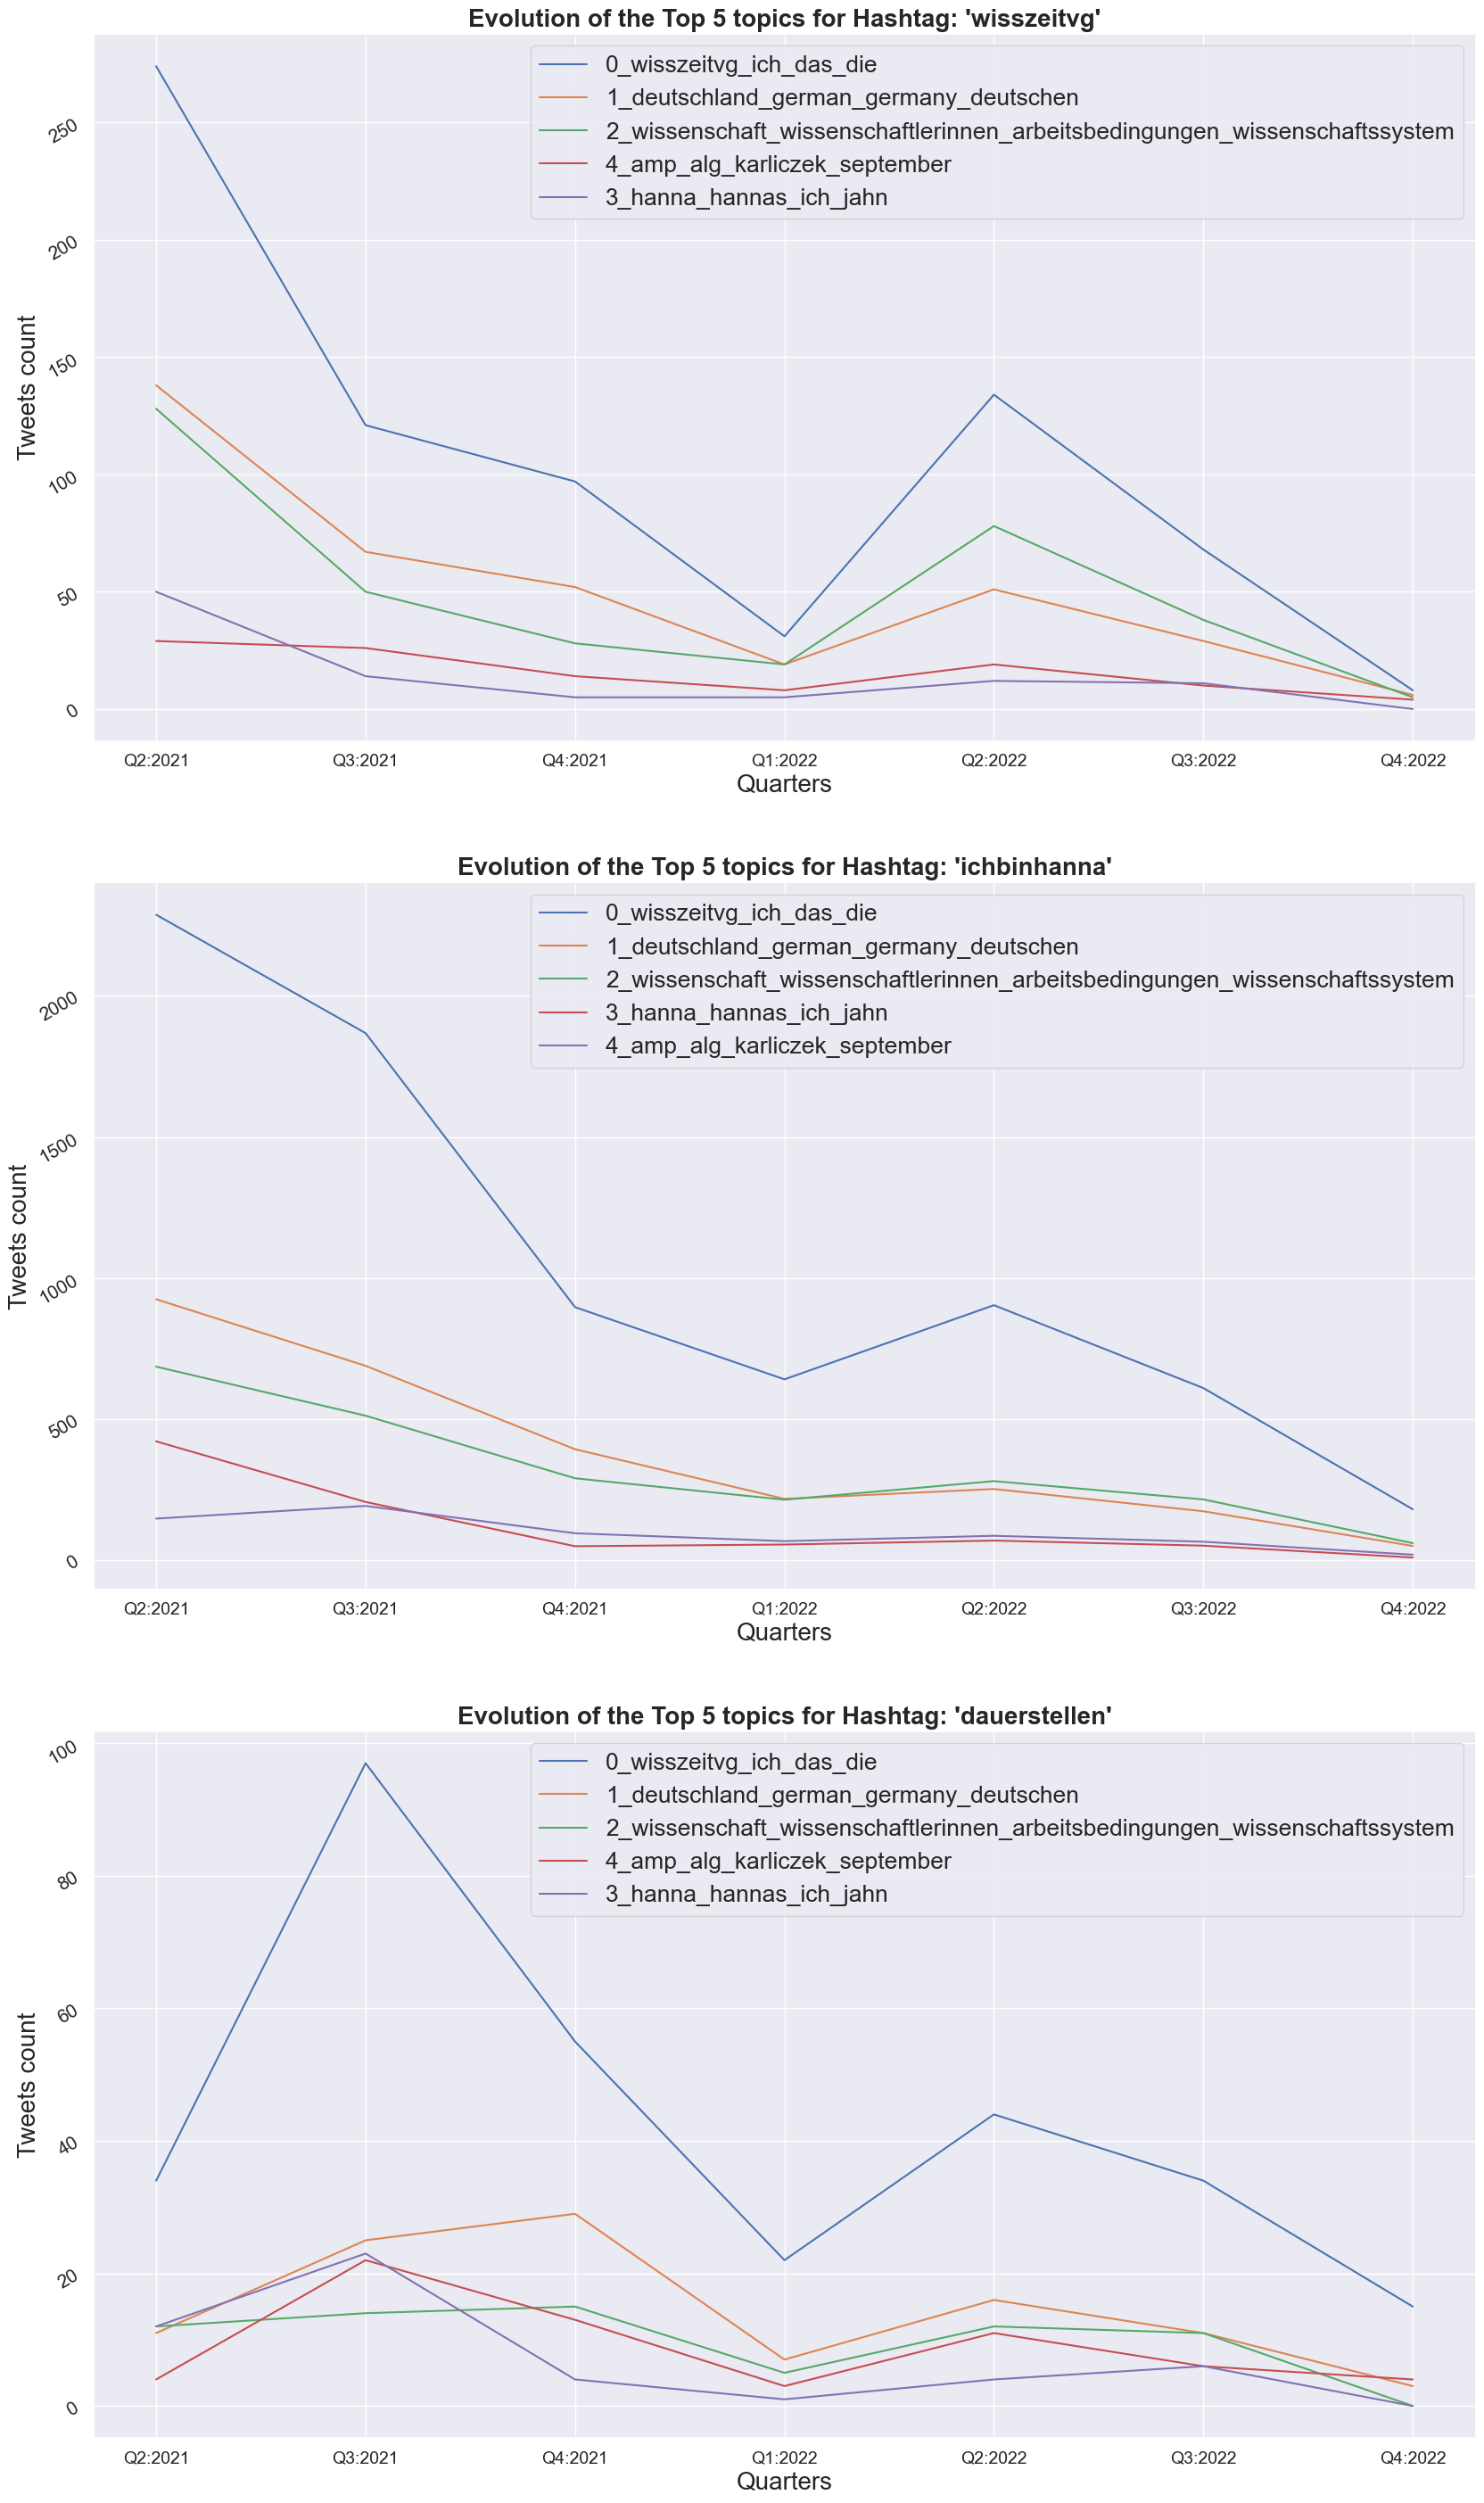 Evolution of the Top 5 topics for Hashtag: 'wisszeitvg'
0_wisszeitvg_ich_das_die
1_deutschland_german_germany_deutschen
2_wissenschaft_wissenschaftlerinnen_arbeitsbedingungen_wissenschaftssystem
4_amp_alg_karliczek_september
3_hanna_hannas_ich_jahn
Tweets count
250
200
150
100
50
0
Q2:2021 Q3:2021 Q4:2021 Q1:2022 Q2:2022 Q3:2022 Q4:2022
Quarters
Evolution of the Top 5 topics for Hashtag: 'ichbinhanna'
0_wisszeitvg_ich_das_die
1_deutschland_german_germany_deutschen
2_wissenschaft_wissenschaftlerinnen_arbeitsbedingungen_wissenschaftssystem
3_hanna_hannas_ich_jahn
4_amp_alg_karliczek_september
Tweets count
2000
1500
1000
500
0
Q2:2021 Q3:2021 Q4:2021 Q1:2022 Q2:2022 Q3:2022 Q4:2022
Quarters
Evolution of the Top 5 topics for Hashtag: 'dauerstellen'
0_wisszeitvg_ich_das_die
1_deutschland_german_germany_deutschen
2_wissenschaft_wissenschaftlerinnen_arbeitsbedingungen_wissenschaftssystem
4_amp_alg_karliczek_september
3_hanna_hannas_ich_jahn
Tweets count
100
80
60
40
20
0
Q2:2021 Q3:2021 Q4:2021 Q1:2022 Q2:2022 Q3:2022 Q4:2022
Quarters